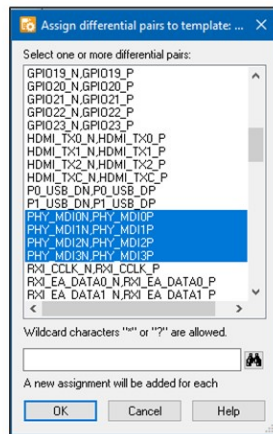 Assign differential pairs to template: ...
Select one or more differential pairs:
GPIO19_N,GPIO19_P
GPIO20_N,GPIO20_P
GPIO21_N,GPIO21_P
GPIO22_N,GPIO22_P
GPIO23_N,GPIO23_P
HDMI_TX0_N,HDMI_TX0_P
HDMI_TX1_N,HDMI_TX1_P
HDMI_TX2_N,HDMI_TX2_P
HDMI_TXC_N,HDMI_TXC_P
P0_USB_DN,P0_USB_DP
P1_USB_DN,P1_USB_DP
PHY_MDI0N,PHY_MDI0P
PHY_MDI1N,PHY_MDI1P
PHY_MDI2N,PHY_MDI2P
PHY_MDI3N,PHY_MDI3P
RXI_CCLK_N,RXI_CCLK_P
RXI_EA_DATA0_N,RXI_EA_DATA0_P
RXI_EA_DATA1_N,RXI_EA_DATA1_P
Wildcard characters "*" or "?" are allowed.
A new assignment will be added for each
OK
Cancel
Help